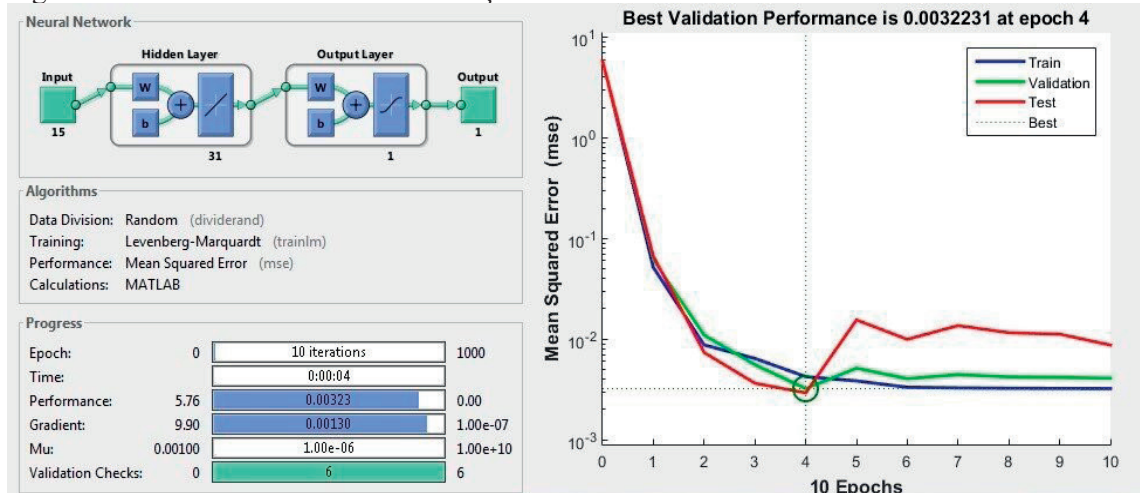 Neural Network
Hidden Layer
Output Layer
Input
Output
W
b
+
W
b
+
15
31
1
1
Algorithms
Data Division: Random (dividerand)
Training: Levenberg-Marquardt (trainlm)
Performance: Mean Squared Error (mse)
Calculations: MATLAB
Progress
Epoch: 0 10 iterations 1000
Time: 0:00:04
Performance: 5.76 0.00323 0.00
Gradient: 9.90 0.00130 1.00e-07
Mu: 0.00100 1.00e-06 1.00e+10
Validation Checks: 0 6 6
Best Validation Performance is 0.0032231 at epoch 4
Mean Squared Error (mse)
10^1
10^0
10^-1
10^-2
10^-3
Train
Validation
Test
Best
0 1 2 3 4 5 6 7 8 9 10
10 Epochs